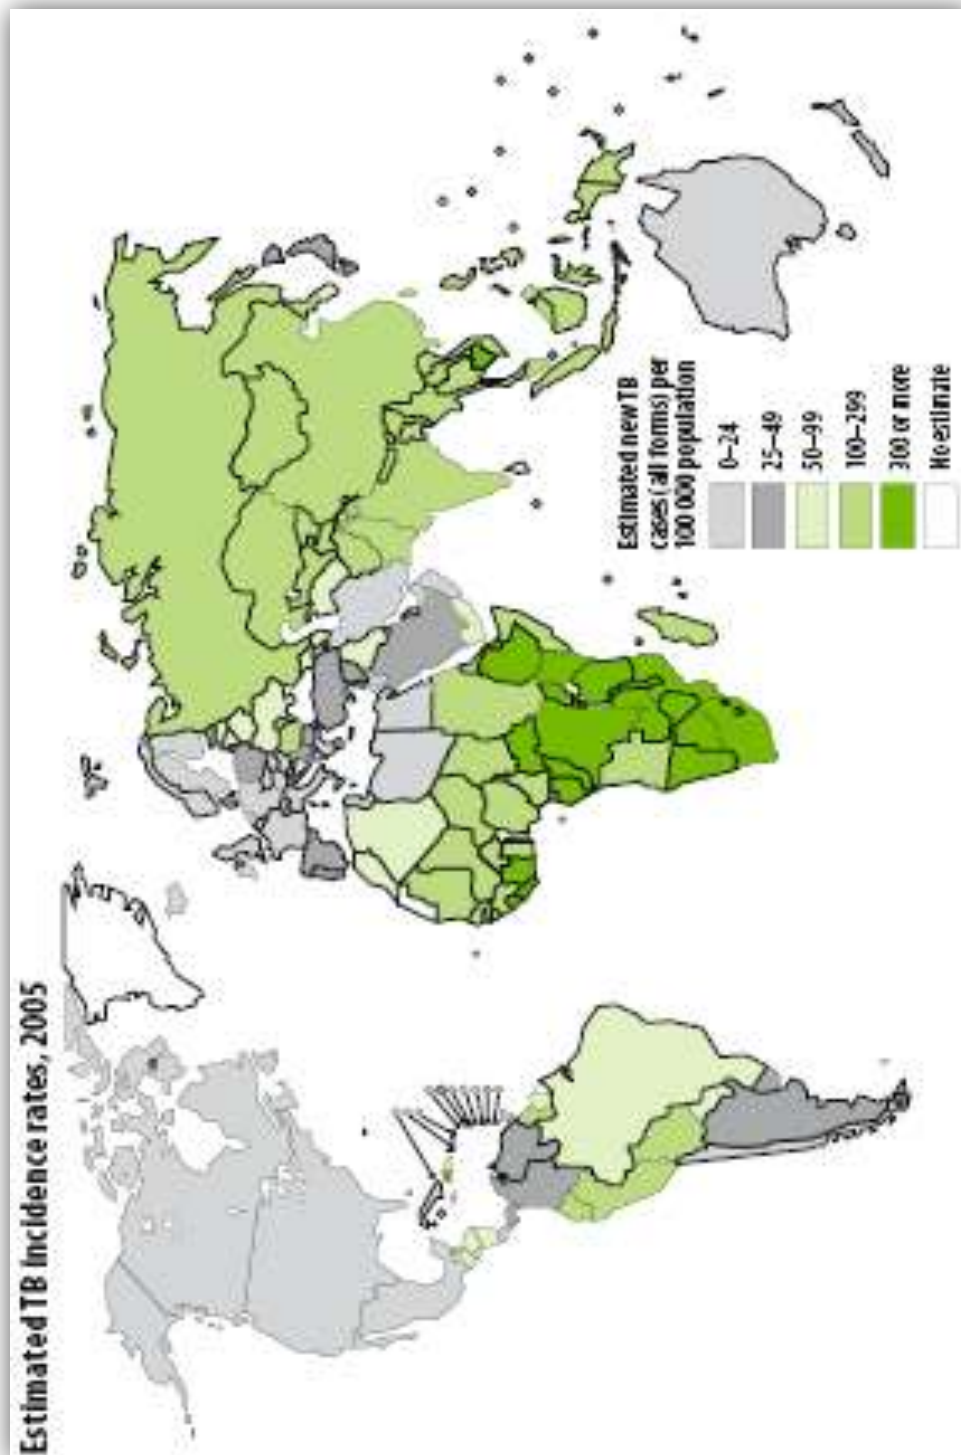 Estimated TB incidence rates, 2005
Estimated new TB
cases (all forms) per
100 000 population
0–24
25–49
50–99
100–299
300 or more
No estimate